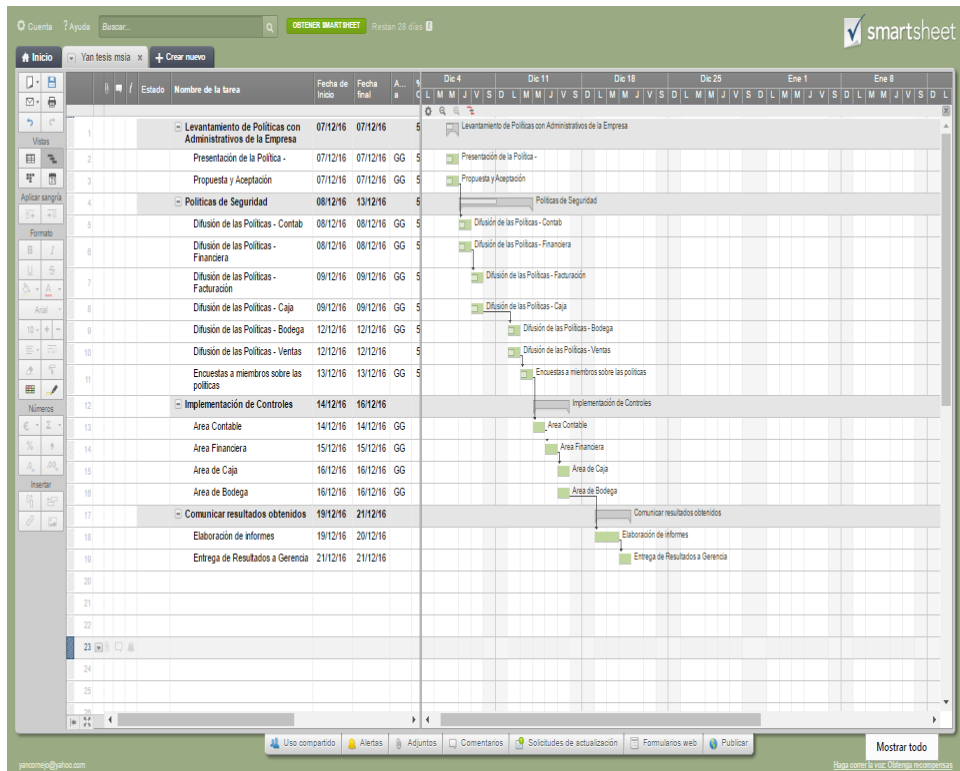 Cuenta ?Ayuda Buscar... OBTENER SMARTSHEET Restan 28 días
smartsheet
Inicio Yan tesis msia x Crear nuevo
Vistas
Aplicar sangría
Formato
B I
U S
A
Arial
10 + -
Números
€ Σ
% ,
.0 .00
Insertar
Estado Nombre de la tarea Fecha de Inicio Fecha final A... a % C
Dic 4 Dic 11 Dic 18 Dic 25 Ene 1 Ene 8
L M M J V S D L M M J V S D L M M J V S D L M M J V S D L M M J V S D L M M J V S D L
1 Levantamiento de Políticas con Administrativos de la Empresa 07/12/16 07/12/16 5 Levantamiento de Políticas con Administrativos de la Empresa
2 Presentación de la Política - 07/12/16 07/12/16 GG 5 Presentación de la Política -
3 Propuesta y Aceptación 07/12/16 07/12/16 GG 5 Propuesta y Aceptación
4 Políticas de Seguridad 08/12/16 13/12/16 5 Políticas de Seguridad
5 Difusión de las Políticas - Contab 08/12/16 08/12/16 GG 5 Difusión de las Políticas - Contab
6 Difusión de las Políticas - Financiera 08/12/16 08/12/16 GG 5 Difusión de las Políticas - Financiera
7 Difusión de las Políticas - Facturación 09/12/16 09/12/16 GG 5 Difusión de las Políticas - Facturación
8 Difusión de las Políticas - Caja 09/12/16 09/12/16 GG 5 Difusión de las Políticas - Caja
9 Difusión de las Políticas - Bodega 12/12/16 12/12/16 GG 5 Difusión de las Políticas - Bodega
10 Difusión de las Políticas - Ventas 12/12/16 12/12/16 5 Difusión de las Políticas - Ventas
11 Encuestas a miembros sobre las políticas 13/12/16 13/12/16 GG 5 Encuestas a miembros sobre las políticas
12 Implementación de Controles 14/12/16 16/12/16 Implementación de Controles
13 Area Contable 14/12/16 14/12/16 GG Area Contable
14 Area Financiera 15/12/16 15/12/16 GG Area Financiera
15 Area de Caja 16/12/16 16/12/16 GG Area de Caja
16 Area de Bodega 16/12/16 16/12/16 GG Area de Bodega
17 Comunicar resultados obtenidos 19/12/16 21/12/16 Comunicar resultados obtenidos
18 Elaboración de informes 19/12/16 20/12/16 Elaboración de informes
19 Entrega de Resultados a Gerencia 21/12/16 21/12/16 Entrega de Resultados a Gerencia
20
21
22
23
24
25
26
Uso compartido Alertas Adjuntos Comentarios Solicitudes de actualización Formularios web Publicar
Mostrar todo
yancornejo@yahoo.com
Haga correr la voz: Obtenga recompensas